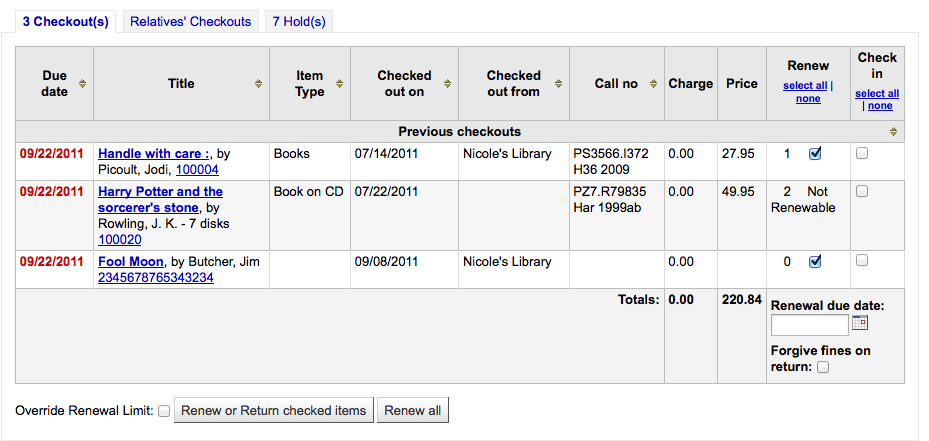 3 Checkout(s) Relatives' Checkouts 7 Hold(s)
Due date Title Item Type Checked out on Checked out from Call no Charge Price Renew select all | none Check in select all | none
Previous checkouts
09/22/2011 Handle with care :, by Books 07/14/2011 Nicole's Library PS3566.I372 0.00 27.95 1
Picoult, Jodi, 100004 H36 2009
09/22/2011 Harry Potter and the Book on CD 07/22/2011 PZ7.R79835 0.00 49.95 2 Not
sorcerer's stone, by Har 1999ab Renewable
Rowling, J. K. - 7 disks
100020
09/22/2011 Fool Moon, by Butcher, Jim 09/08/2011 Nicole's Library 0.00 0
2345678765343234
Totals: 0.00 220.84 Renewal due date:
Forgive fines on
return:
Override Renewal Limit: Renew or Return checked items Renew all